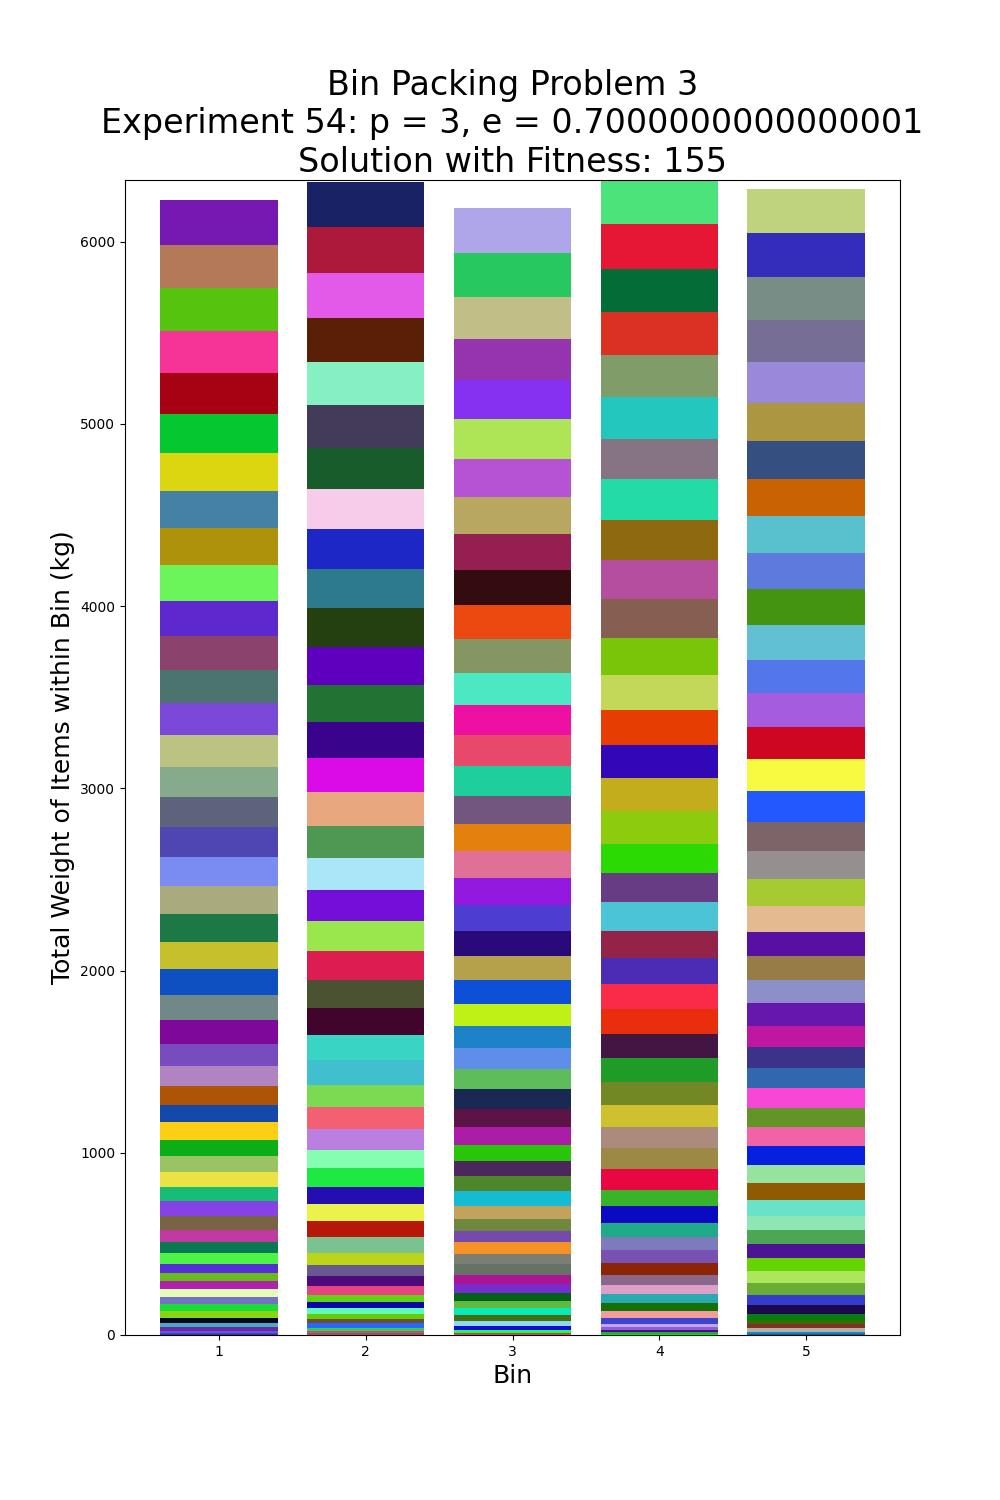 Bin Packing Problem 3
Experiment 54: p = 3, e = 0.7000000000000001
Solution with Fitness: 155
Total Weight of Items within Bin (kg)
6000
5000
4000
3000
2000
1000
0
1 2 3 4 5
Bin